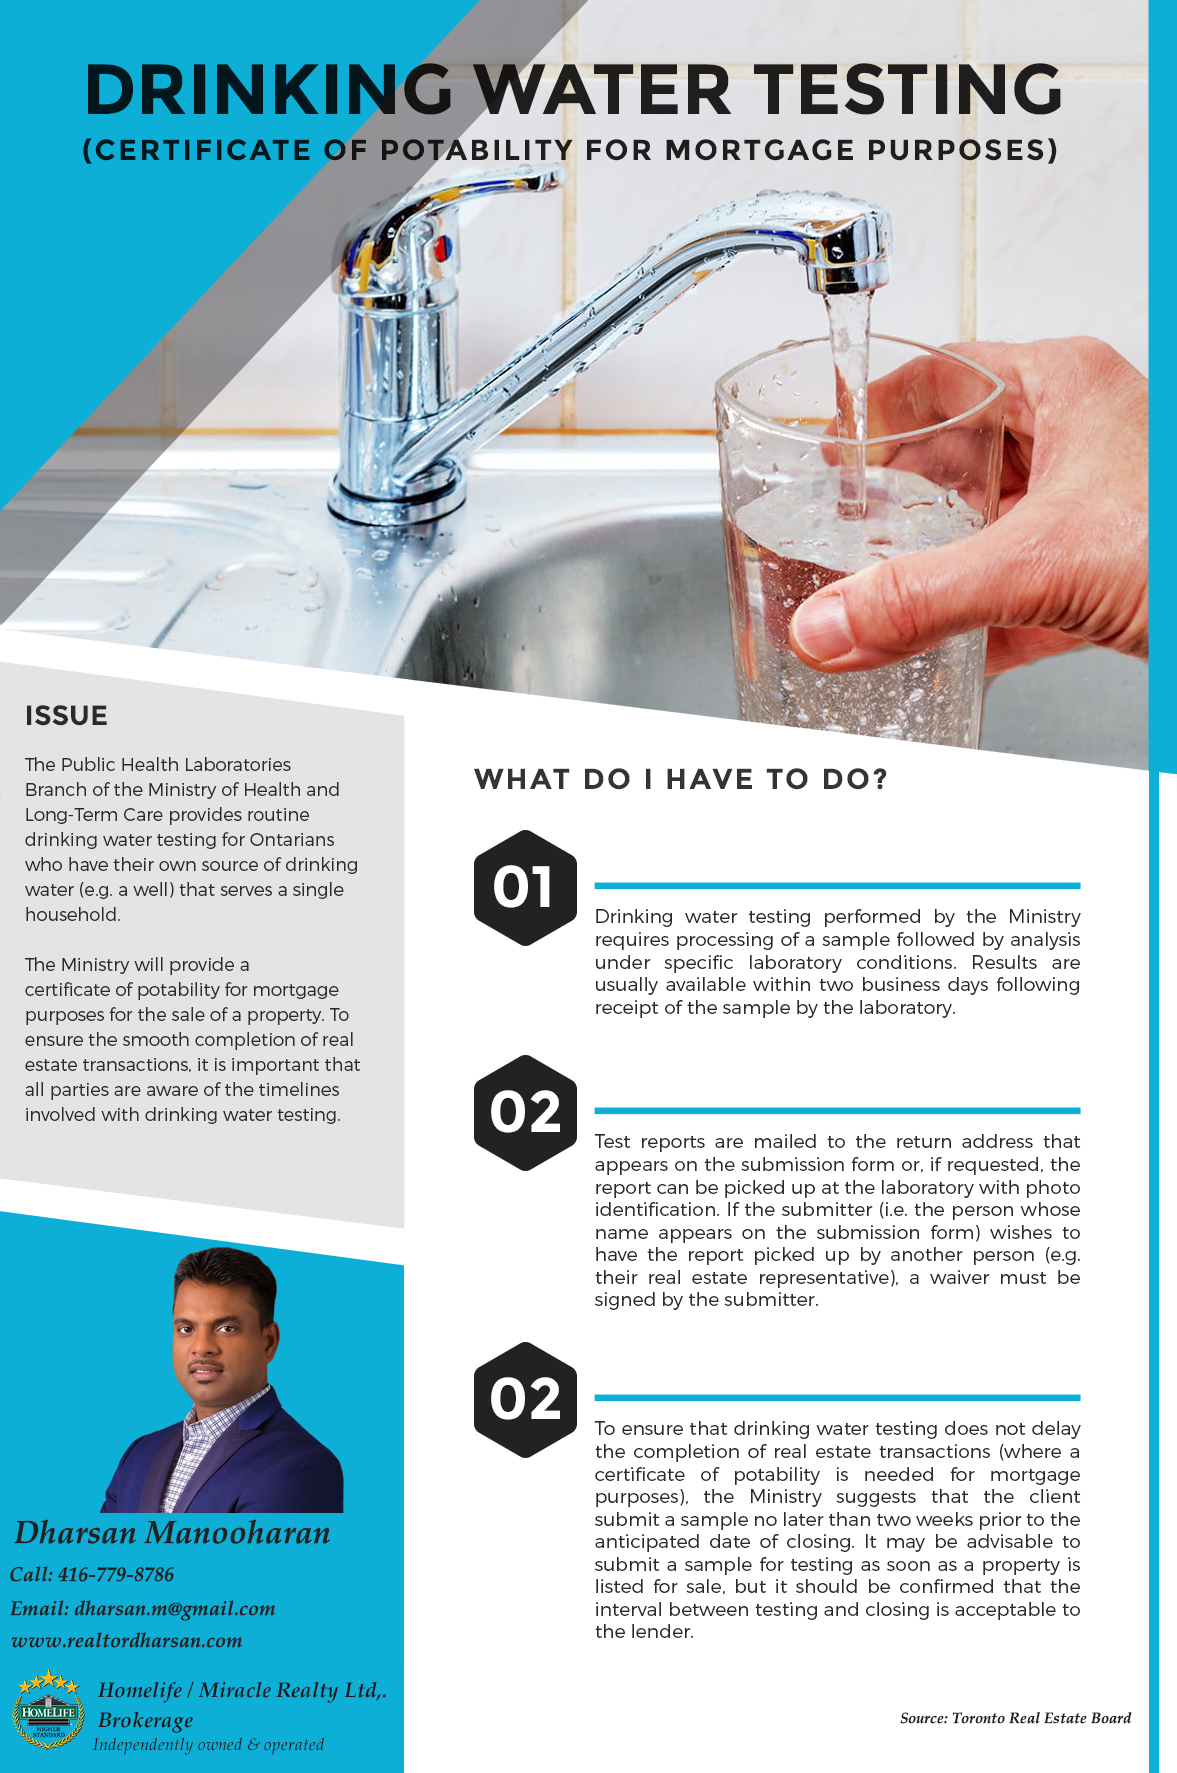 DRINKING WATER TESTING
(CERTIFICATE OF POTABILITY FOR MORTGAGE PURPOSES)
ISSUE
The Public Health Laboratories
Branch of the Ministry of Health and
Long-Term Care provides routine
drinking water testing for Ontarians
who have their own source of drinking
water (e.g. a well) that serves a single
household.
The Ministry will provide a
certificate of potability for mortgage
purposes for the sale of a property. To
ensure the smooth completion of real
estate transactions, it is important that
all parties are aware of the timelines
involved with drinking water testing.
WHAT DO I HAVE TO DO?
01
Drinking water testing performed by the Ministry
requires processing of a sample followed by analysis
under specific laboratory conditions. Results are
usually available within two business days following
receipt of the sample by the laboratory.
02
Test reports are mailed to the return address that
appears on the submission form or, if requested, the
report can be picked up at the laboratory with photo
identification. If the submitter (i.e. the person whose
name appears on the submission form) wishes to
have the report picked up by another person (e.g.
their real estate representative), a waiver must be
signed by the submitter.
02
To ensure that drinking water testing does not delay
the completion of real estate transactions (where a
certificate of potability is needed for mortgage
purposes), the Ministry suggests that the client
submit a sample no later than two weeks prior to the
anticipated date of closing. It may be advisable to
submit a sample for testing as soon as a property is
listed for sale, but it should be confirmed that the
interval between testing and closing is acceptable to
the lender.
Dharsan Manooharan
Call: 416-779-8786
Email: dharsan.m@gmail.com
www.realtordharsan.com
HOMELIFE
HIGHER
STANDARD
Homelife / Miracle Realty Ltd,.
Brokerage
Independently owned & operated
Source: Toronto Real Estate Board